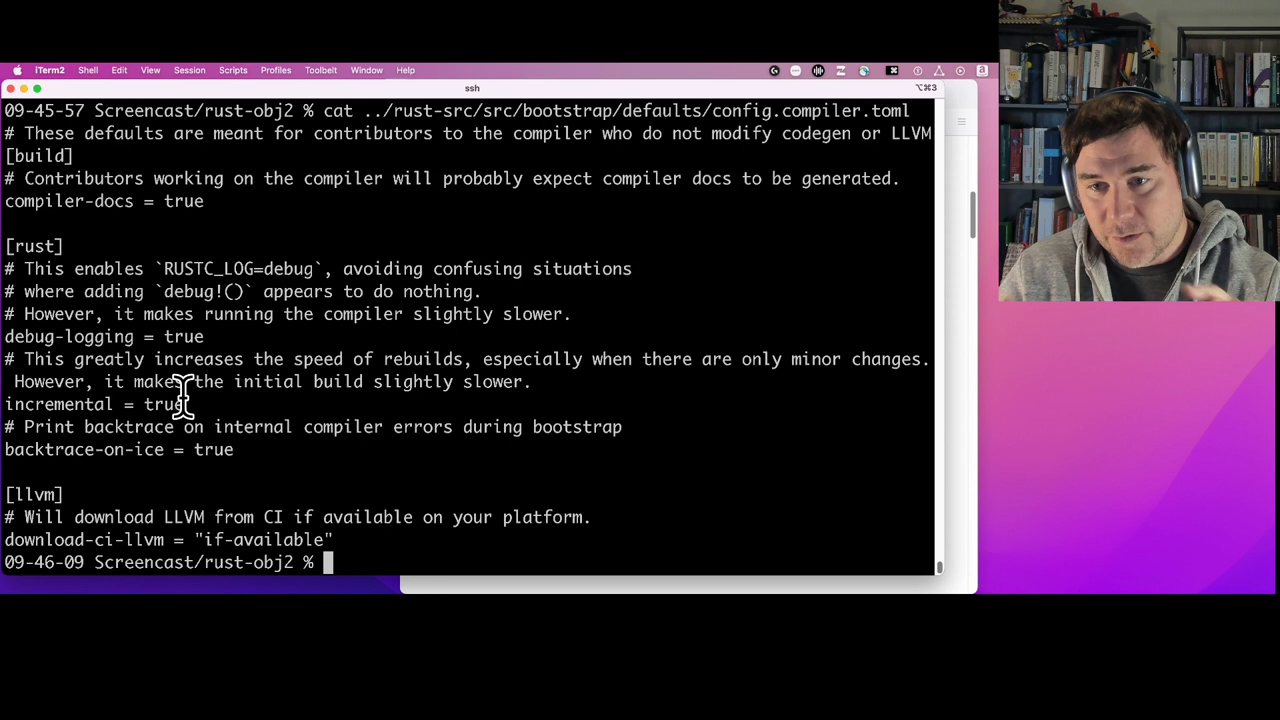 iTerm2 Shell Edit View Session Scripts Profiles Toolbelt Window Help
ssh
⌥⌘3
09-45-57 Screencast/rust-obj2 % cat ../rust-src/src/bootstrap/defaults/config.compiler.toml
# These defaults are meant for contributors to the compiler who do not modify codegen or LLVM
[build]
# Contributors working on the compiler will probably expect compiler docs to be generated.
compiler-docs = true
[rust]
# This enables `RUSTC_LOG=debug`, avoiding confusing situations
# where adding `debug!()` appears to do nothing.
# However, it makes running the compiler slightly slower.
debug-logging = true
# This greatly increases the speed of rebuilds, especially when there are only minor changes.
However, it makes the initial build slightly slower.
incremental = true
# Print backtrace on internal compiler errors during bootstrap
backtrace-on-ice = true
[llvm]
# Will download LLVM from CI if available on your platform.
download-ci-llvm = "if-available"
09-46-09 Screencast/rust-obj2 %